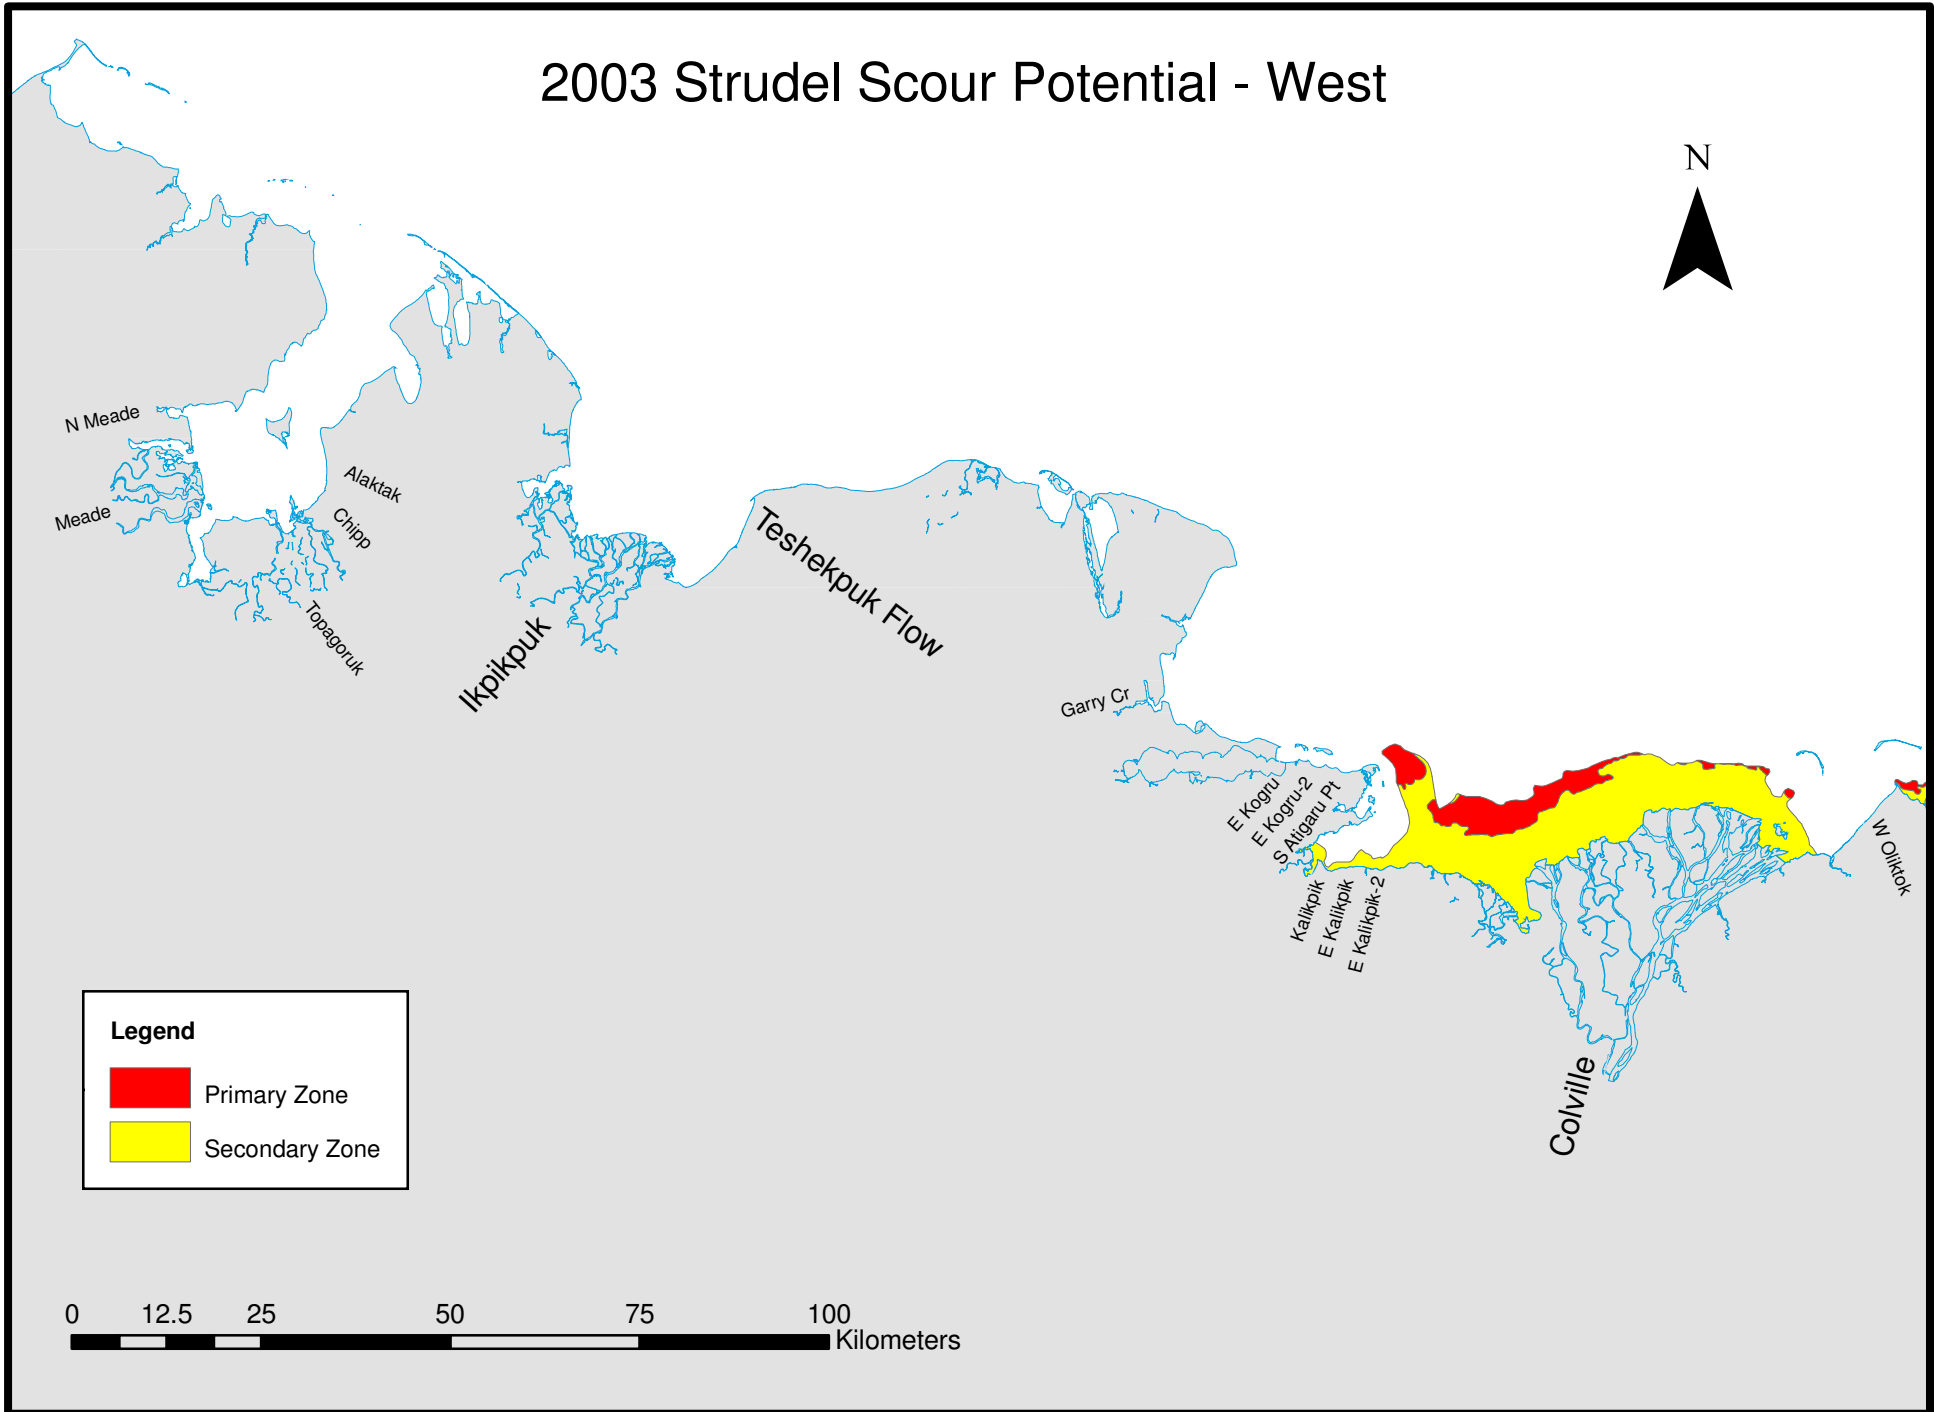 2003 Strudel Scour Potential - West
N
N Meade
Meade
Alaktak
Chipp
Topagoruk
Ikpikpuk
Teshekpuk Flow
Garry Cr
E Kogru
E Kogru-2
S Atigaru Pt
Kalikpik
E Kalikpik
E Kalikpik-2
W Oliktok
Colville
Legend
Primary Zone
Secondary Zone
0 12.5 25 50 75 100
Kilometers